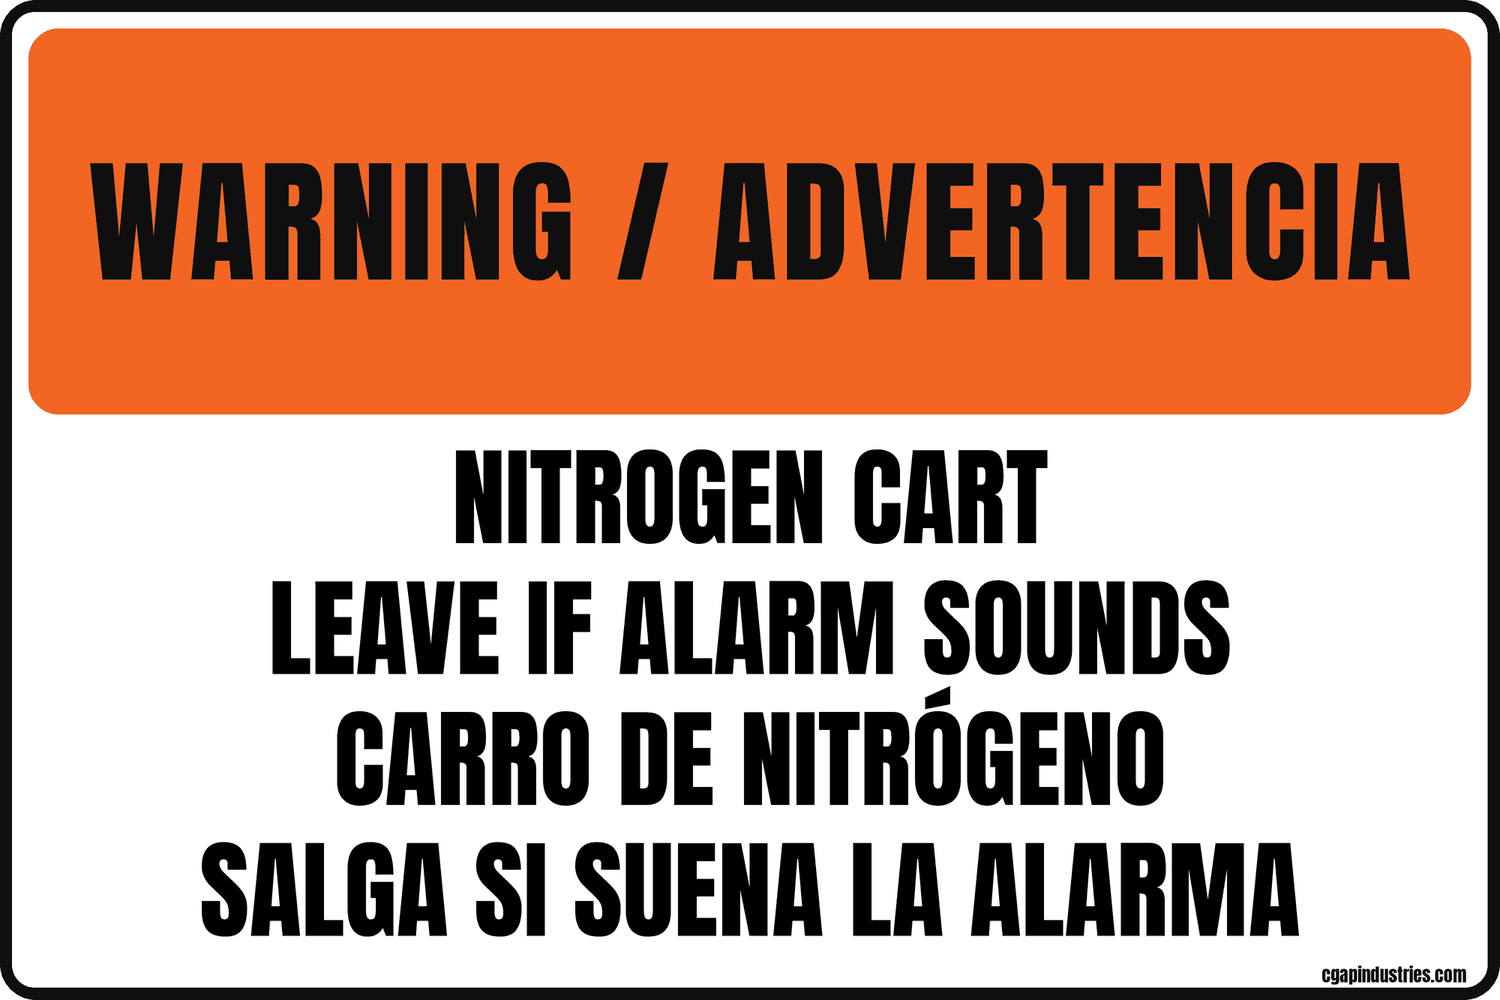 WARNING / ADVERTENCIA
NITROGEN CART
LEAVE IF ALARM SOUNDS
CARRO DE NITRÓGENO
SALGA SI SUENA LA ALARMA
cgapindustries.com